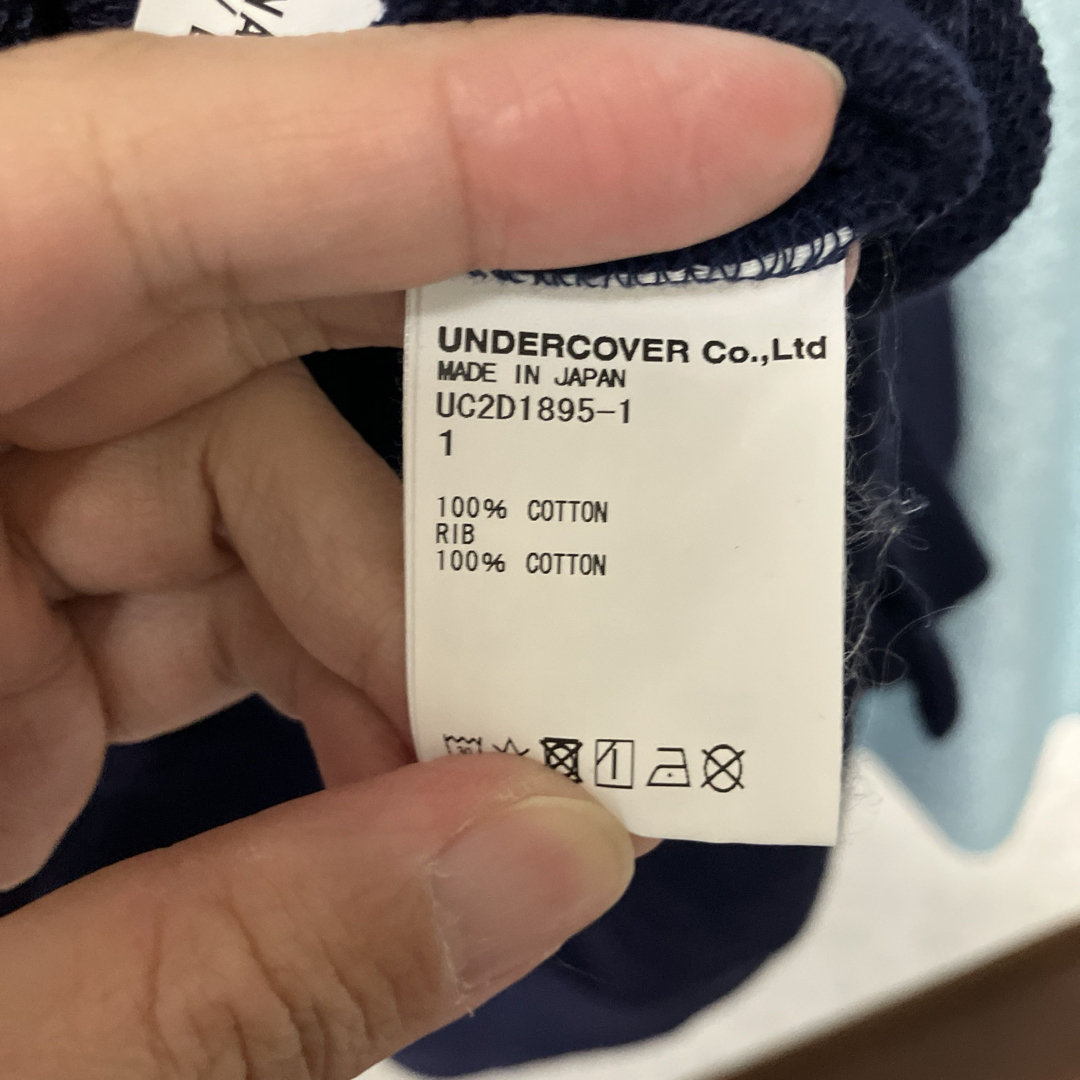 UNDERCOVER Co.,Ltd
MADE IN JAPAN
UC2D1895-1
1
100% COTTON
RIB
100% COTTON